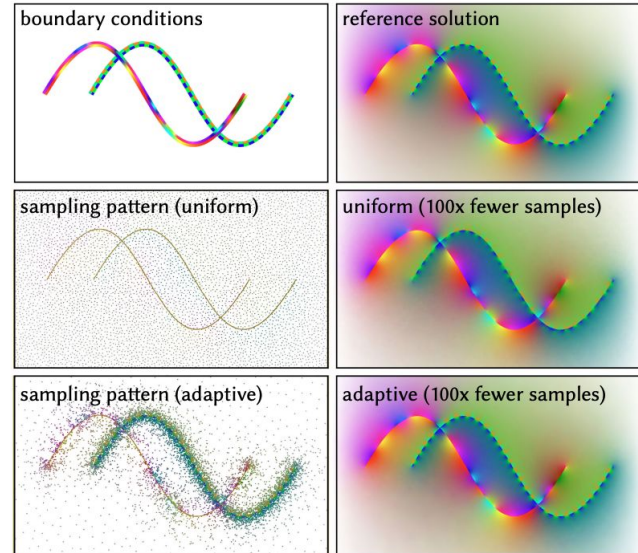 boundary conditions
reference solution
sampling pattern (uniform)
uniform (100x fewer samples)
sampling pattern (adaptive)
adaptive (100x fewer samples)